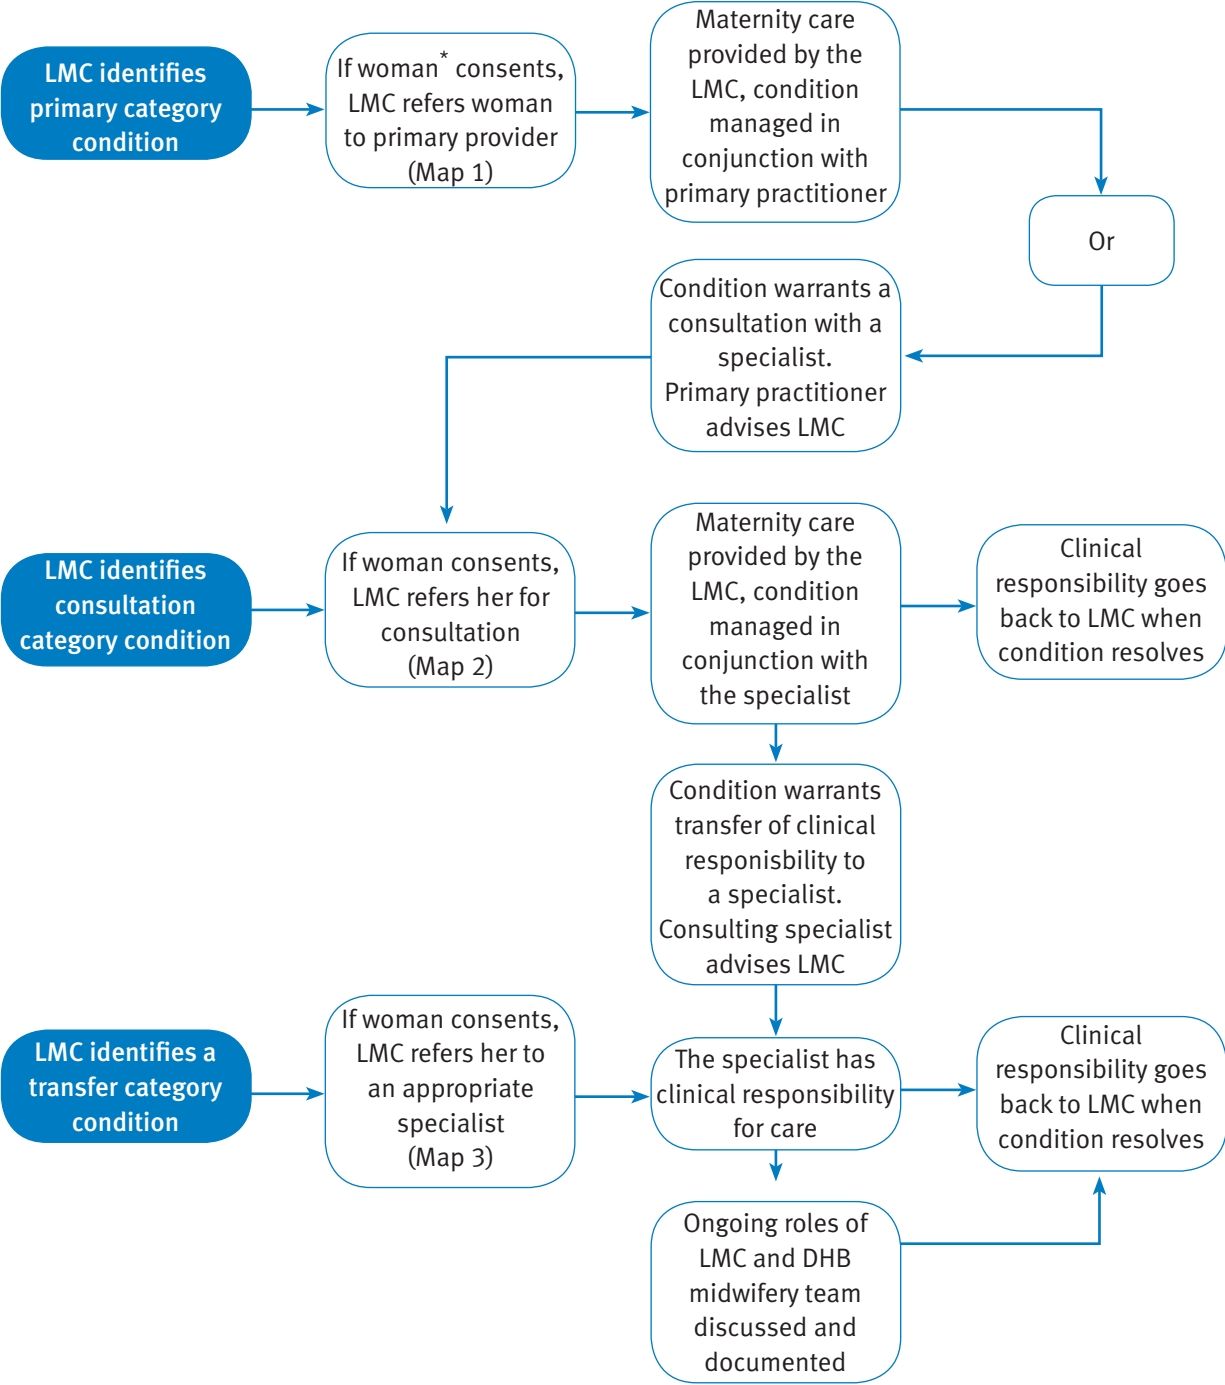 LMC identifies
primary category
condition
If woman* consents,
LMC refers woman
to primary provider
(Map 1)
Maternity care
provided by the
LMC, condition
managed in
conjunction with
primary practitioner
Or
Condition warrants a
consultation with a
specialist.
Primary practitioner
advises LMC
LMC identifies
consultation
category condition
If woman consents,
LMC refers her for
consultation
(Map 2)
Maternity care
provided by the
LMC, condition
managed in
conjunction with
the specialist
Clinical
responsibility goes
back to LMC when
condition resolves
Condition warrants
transfer of clinical
responisbility to
a specialist.
Consulting specialist
advises LMC
LMC identifies a
transfer category
condition
If woman consents,
LMC refers her to
an appropriate
specialist
(Map 3)
The specialist has
clinical responsibility
for care
Clinical
responsibility goes
back to LMC when
condition resolves
Ongoing roles of
LMC and DHB
midwifery team
discussed and
documented